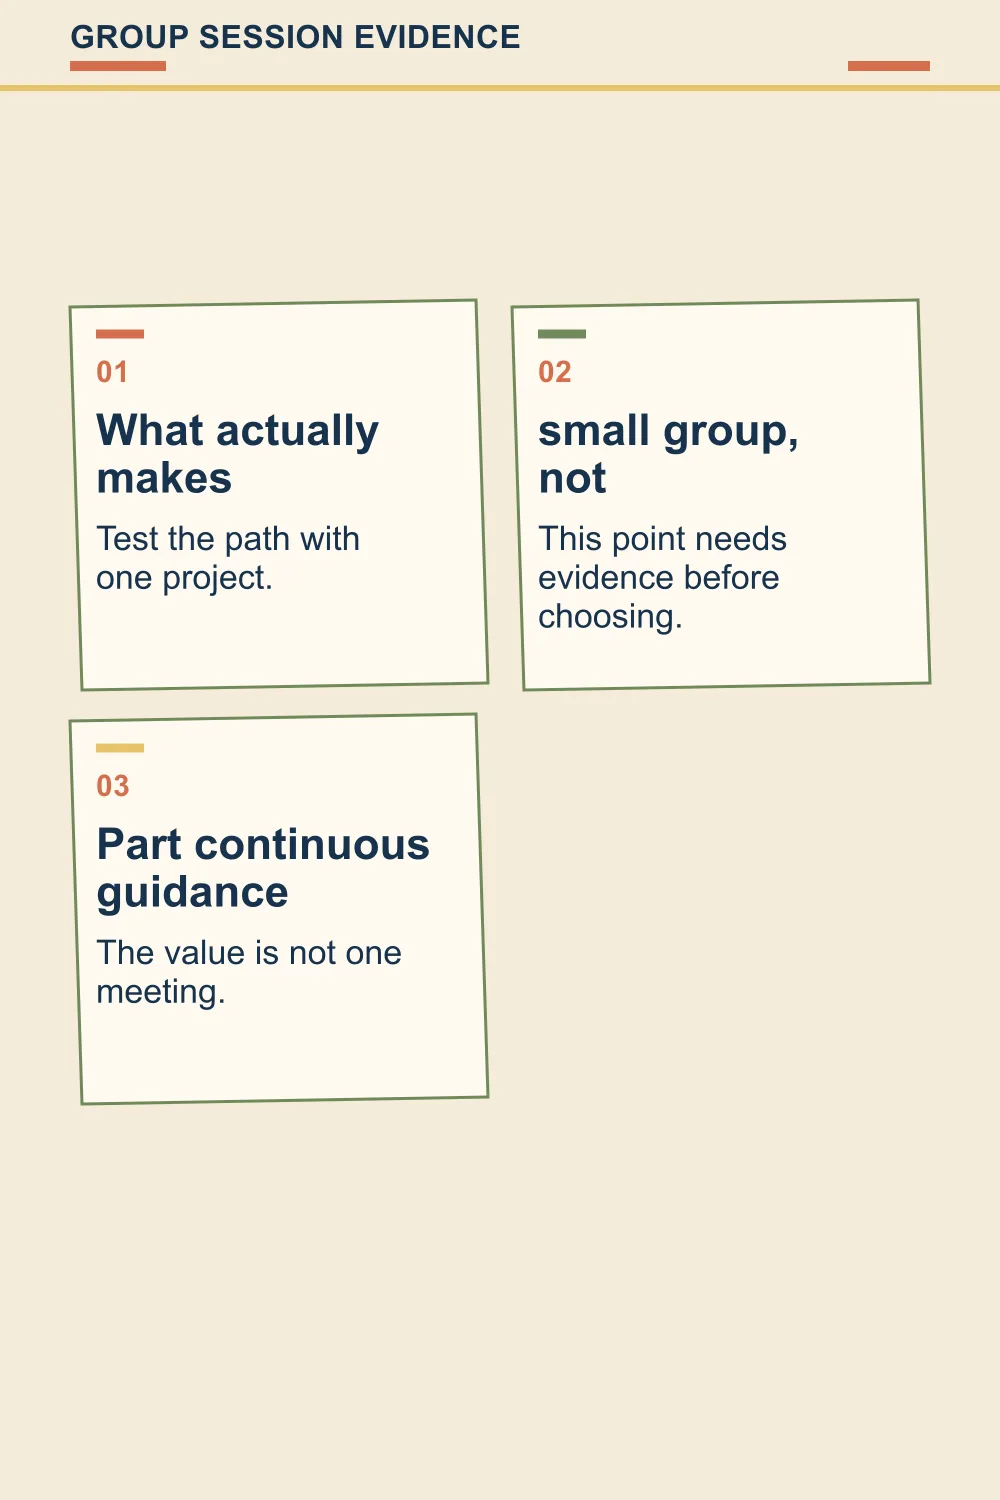 GROUP SESSION EVIDENCE
01
What actually
makes
Test the path with
one project.
02
small group,
not
This point needs
evidence before
choosing.
03
Part continuous
guidance
The value is not one
meeting.